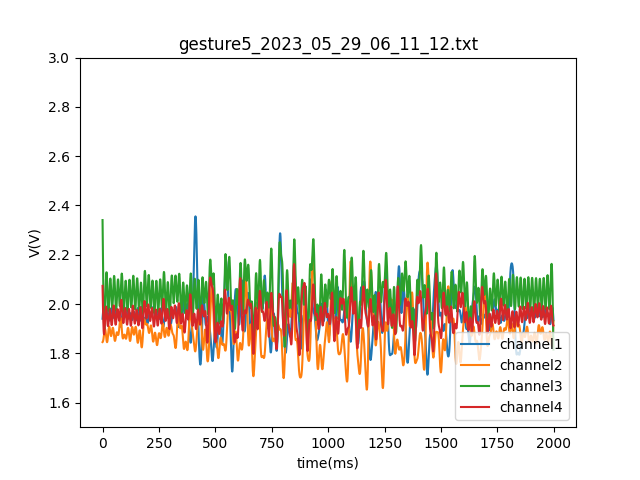 gesture5_2023_05_29_06_11_12.txt
3.0
2.8
2.6
2.4
2.2
2.0
1.8
1.6
V(V)
channel1
channel2
channel3
channel4
0 250 500 750 1000 1250 1500 1750 2000
time(ms)